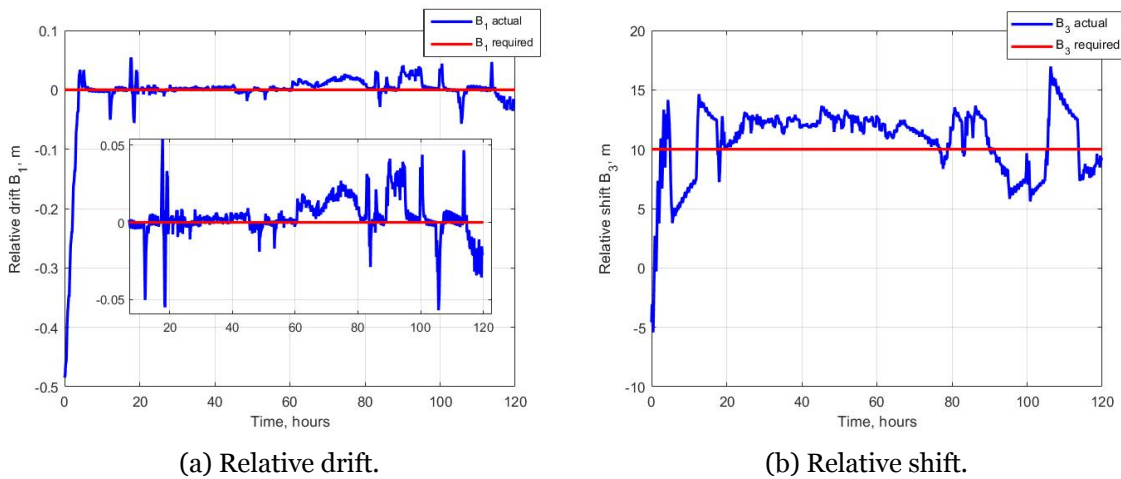 B1 actual
B1 required
0.1
0
-0.1
-0.2
-0.3
-0.4
-0.5
Relative drift B1, m
0.05
0
-0.05
20 40 60 80 100 120
0 20 40 60 80 100 120
Time, hours
(a) Relative drift.
B3 actual
B3 required
20
15
10
5
0
-5
-10
Relative shift B3, m
0 20 40 60 80 100 120
Time, hours
(b) Relative shift.